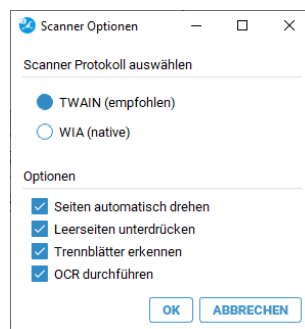 Scanner Optionen
Scanner Protokoll auswählen
TWAIN (empfohlen)
WIA (native)
Optionen
Seiten automatisch drehen
Leerseiten unterdrücken
Trennblätter erkennen
OCR durchführen
OK ABBRECHEN